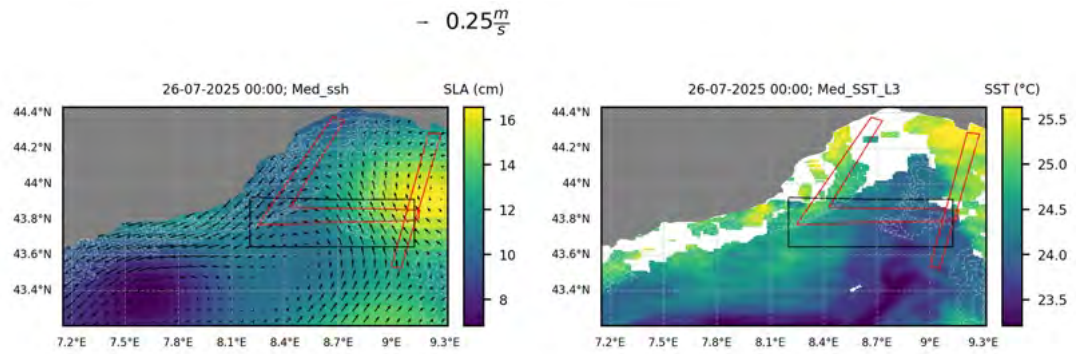 – 0.25 m/s
26-07-2025 00:00; Med_ssh SLA (cm)
44.4°N
44.2°N
44°N
43.8°N
43.6°N
43.4°N
7.2°E 7.5°E 7.8°E 8.1°E 8.4°E 8.7°E 9°E 9.3°E
16
14
12
10
8
26-07-2025 00:00; Med_SST_L3 SST (°C)
44.4°N
44.2°N
44°N
43.8°N
43.6°N
43.4°N
7.2°E 7.5°E 7.8°E 8.1°E 8.4°E 8.7°E 9°E 9.3°E
25.5
25.0
24.5
24.0
23.5